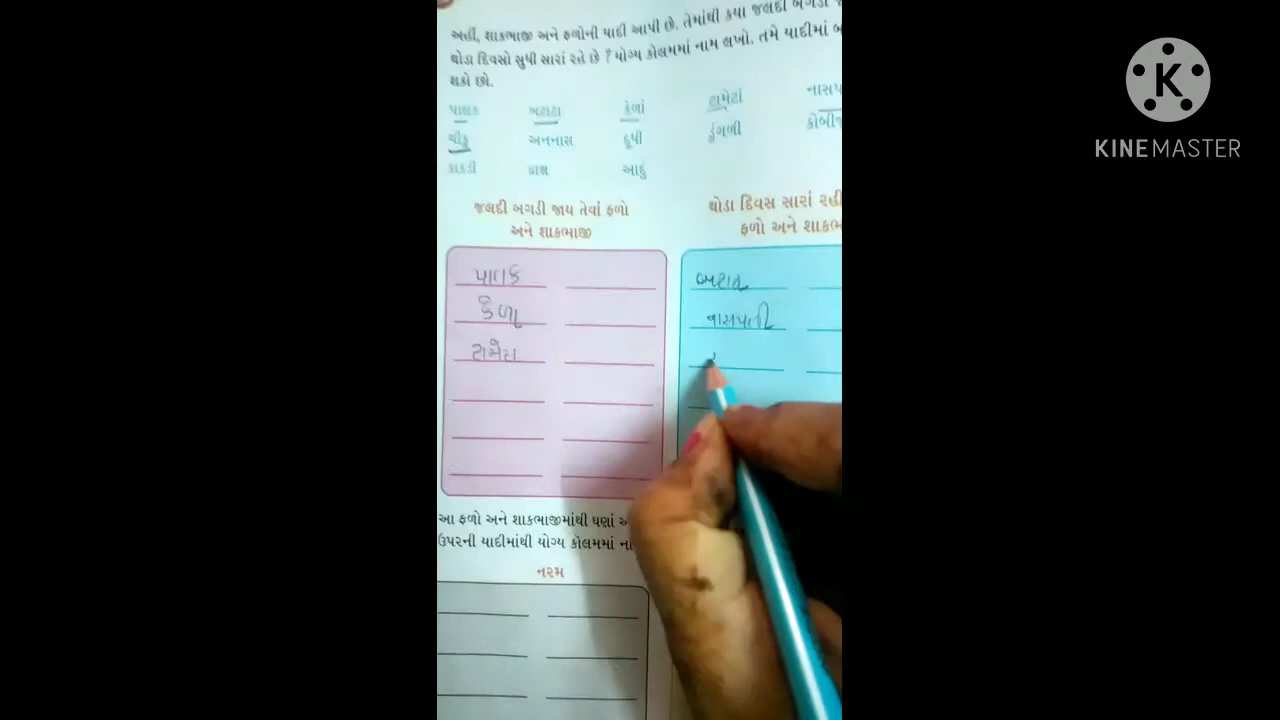 અહીં, શાકભાજી અને ફળોની યાદી આપી છે. તેમાંથી કયા જલદી બગડી
થોડા દિવસો સુધી સારાં રહે છે ? યોગ્ય કૉલમમાં નામ લખો. તમે યાદીમાં
શકો છો.
પાલક બટાટા કેળાં ટામેટાં નાસપ
ચીકુ અનનાસ દૂધી ડુંગળી કોબીજ
કાકડી દ્રાક્ષ આદું
જલદી બગડી જાય તેવાં ફળો
અને શાકભાજી
થોડા દિવસ સારાં રહી
ફળો અને શાકભા
પાલક
કેળા
ટામેટા
બટાટા
નાસપતી
આ ફળો અને શાકભાજીમાંથી ઘણાં
ઉપરની યાદીમાંથી યોગ્ય કૉલમમાં ના
નરમ
K
KINEMASTER